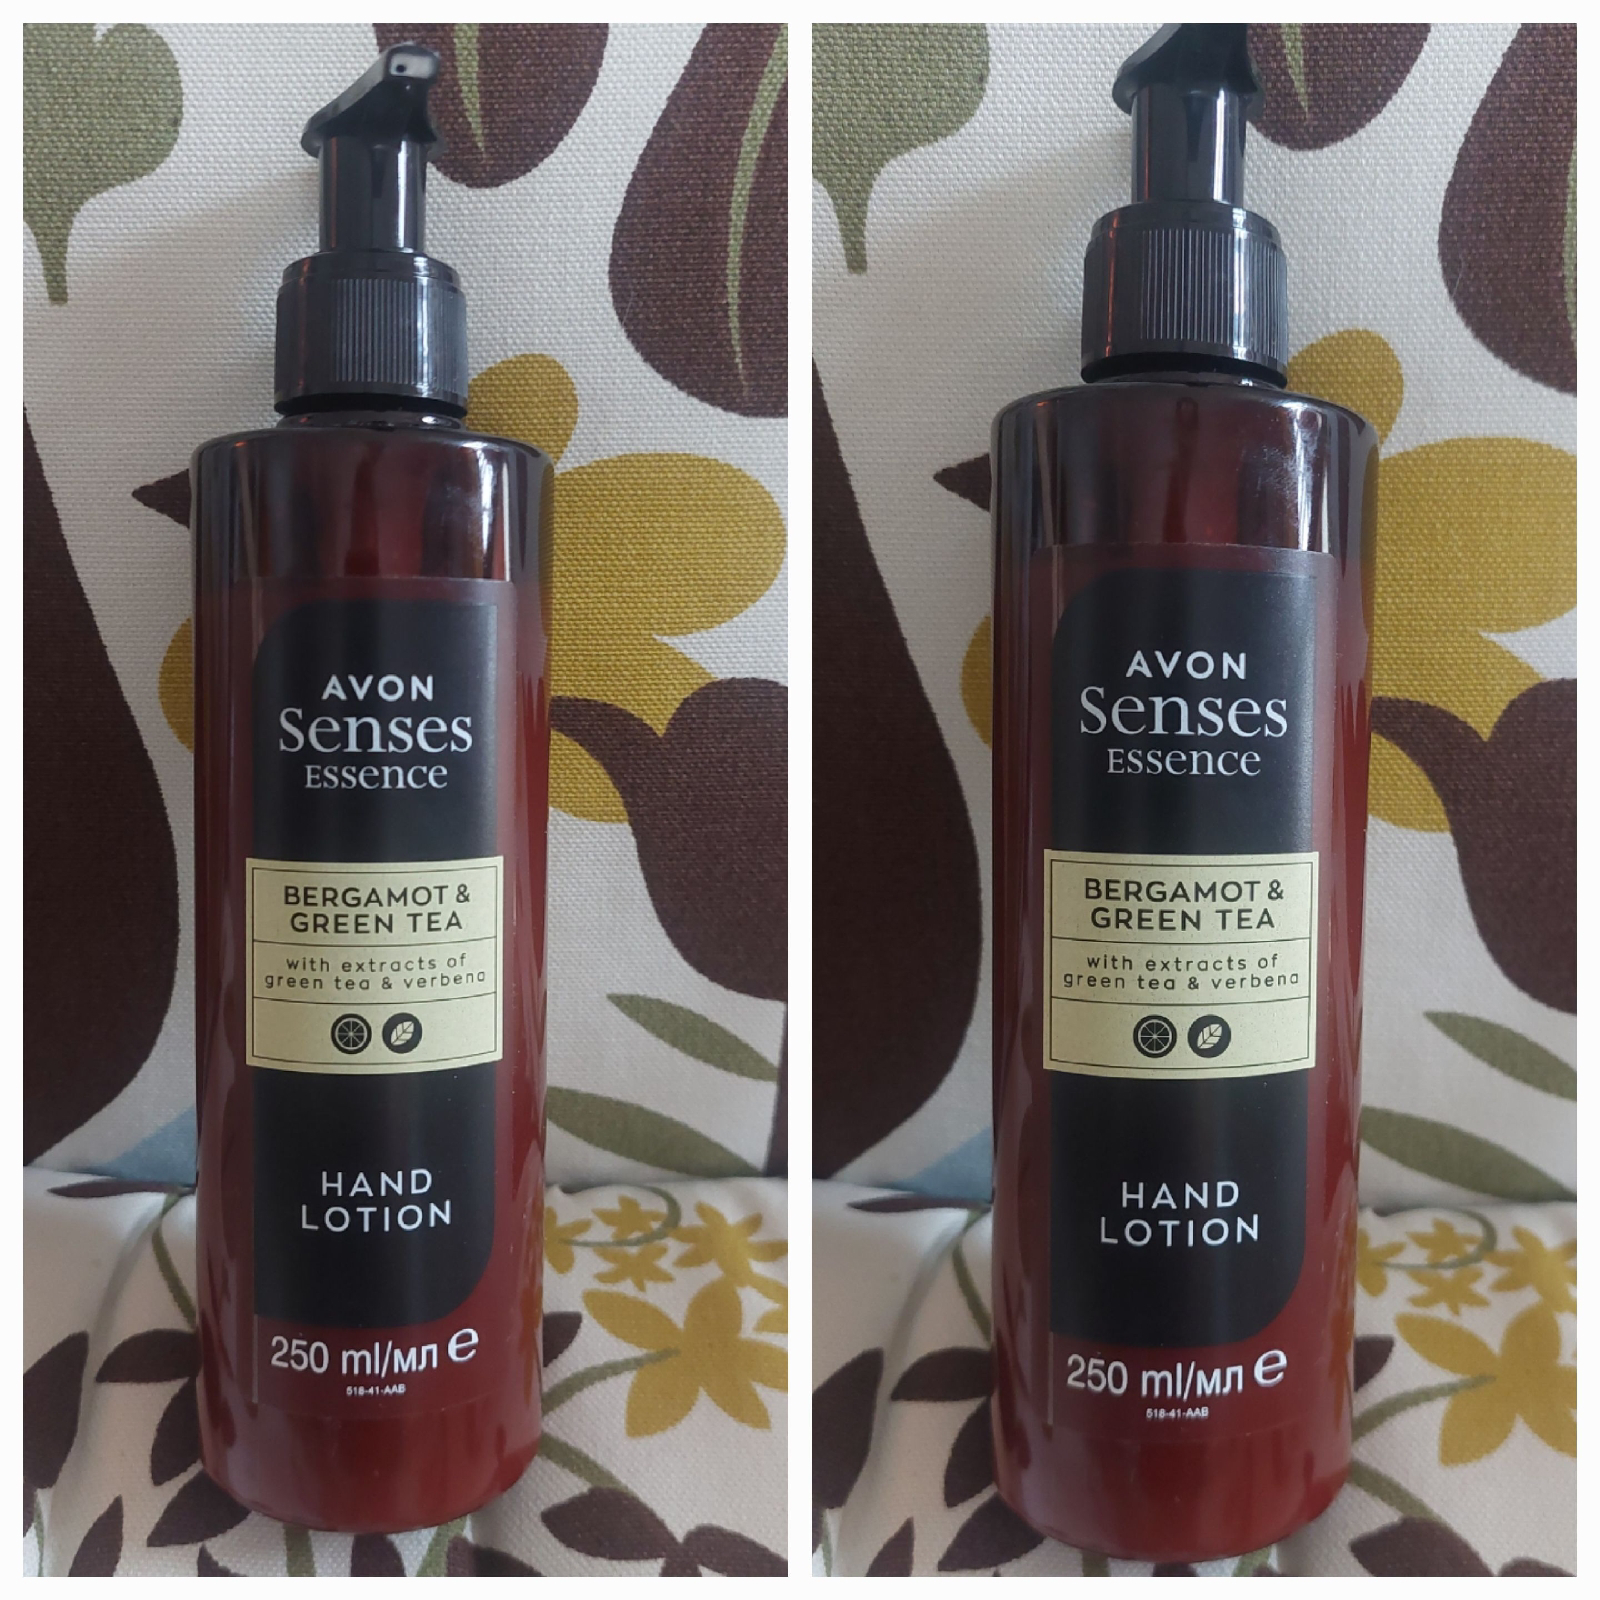 AVON
Senses
ESSENCE
BERGAMOT &
GREEN TEA
with extracts of
green tea & verbena
HAND
LOTION
250 ml/мл e
518-41-AAB
AVON
Senses
ESSENCE
BERGAMOT &
GREEN TEA
with extracts of
green tea & verbena
HAND
LOTION
250 ml/мл e
518-41-AAB